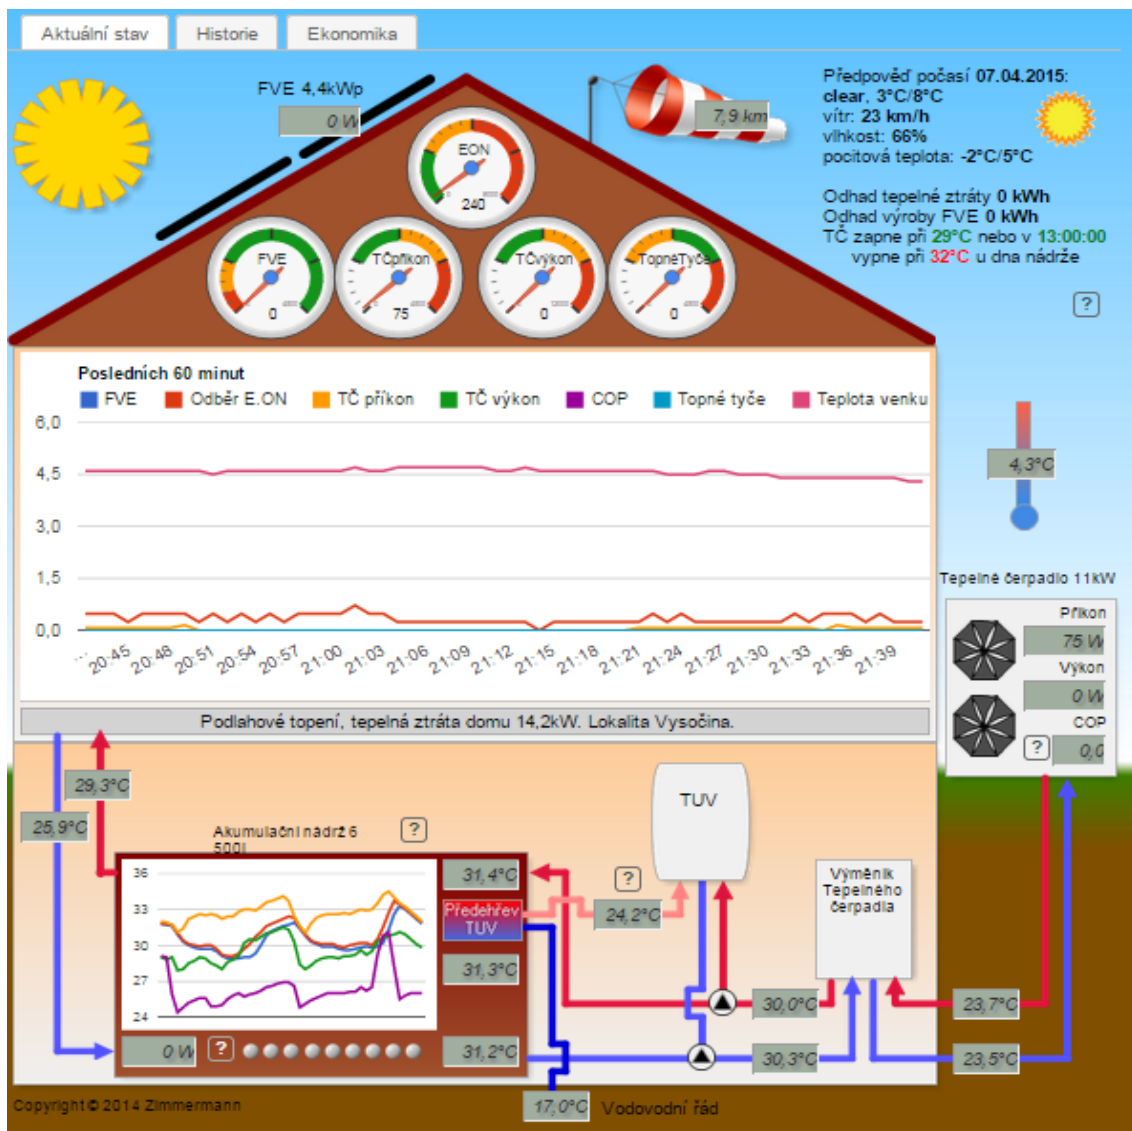 Aktuální stav
Historie
Ekonomika
FVE 4,4kWp
0 W
7,9 km
Předpověď počasí 07.04.2015:
clear, 3°C/8°C
vítr: 23 km/h
vlhkost: 66%
pocitová teplota: -2°C/5°C
Odhad tepelné ztráty 0 kWh
Odhad výroby FVE 0 kWh
TČ zapne při 29°C nebo v 13:00:00
vypne při 32°C u dna nádrže
?
EON
240
FVE
0
TČpříkon
75
TČvýkon
0
TopnéTyče
0
Posledních 60 minut
FVE
Odběr E.ON
TČ příkon
TČ výkon
COP
Topné tyče
Teplota venku
6,0
4,5
3,0
1,5
0,0
...
20:45
20:48
20:51
20:54
20:57
21:00
21:03
21:06
21:09
21:12
21:15
21:18
21:21
21:24
21:27
21:30
21:33
21:36
21:39
4,3°C
Tepelné čerpadlo 11kW
Příkon
75 W
Výkon
0 W
COP
?
0,0
Podlahové topení, tepelná ztráta domu 14,2kW. Lokalita Vysočina.
29,3°C
25,9°C
Akumulační nádrž 6
500l
?
36
33
30
27
24
0 W
?
31,4°C
Předehřev
TUV
31,3°C
31,2°C
?
24,2°C
TUV
Výměník
Tepelného
čerpadla
30,0°C
30,3°C
23,7°C
23,5°C
17,0°C
Vodovodní řád
Copyright © 2014 Zimmermann